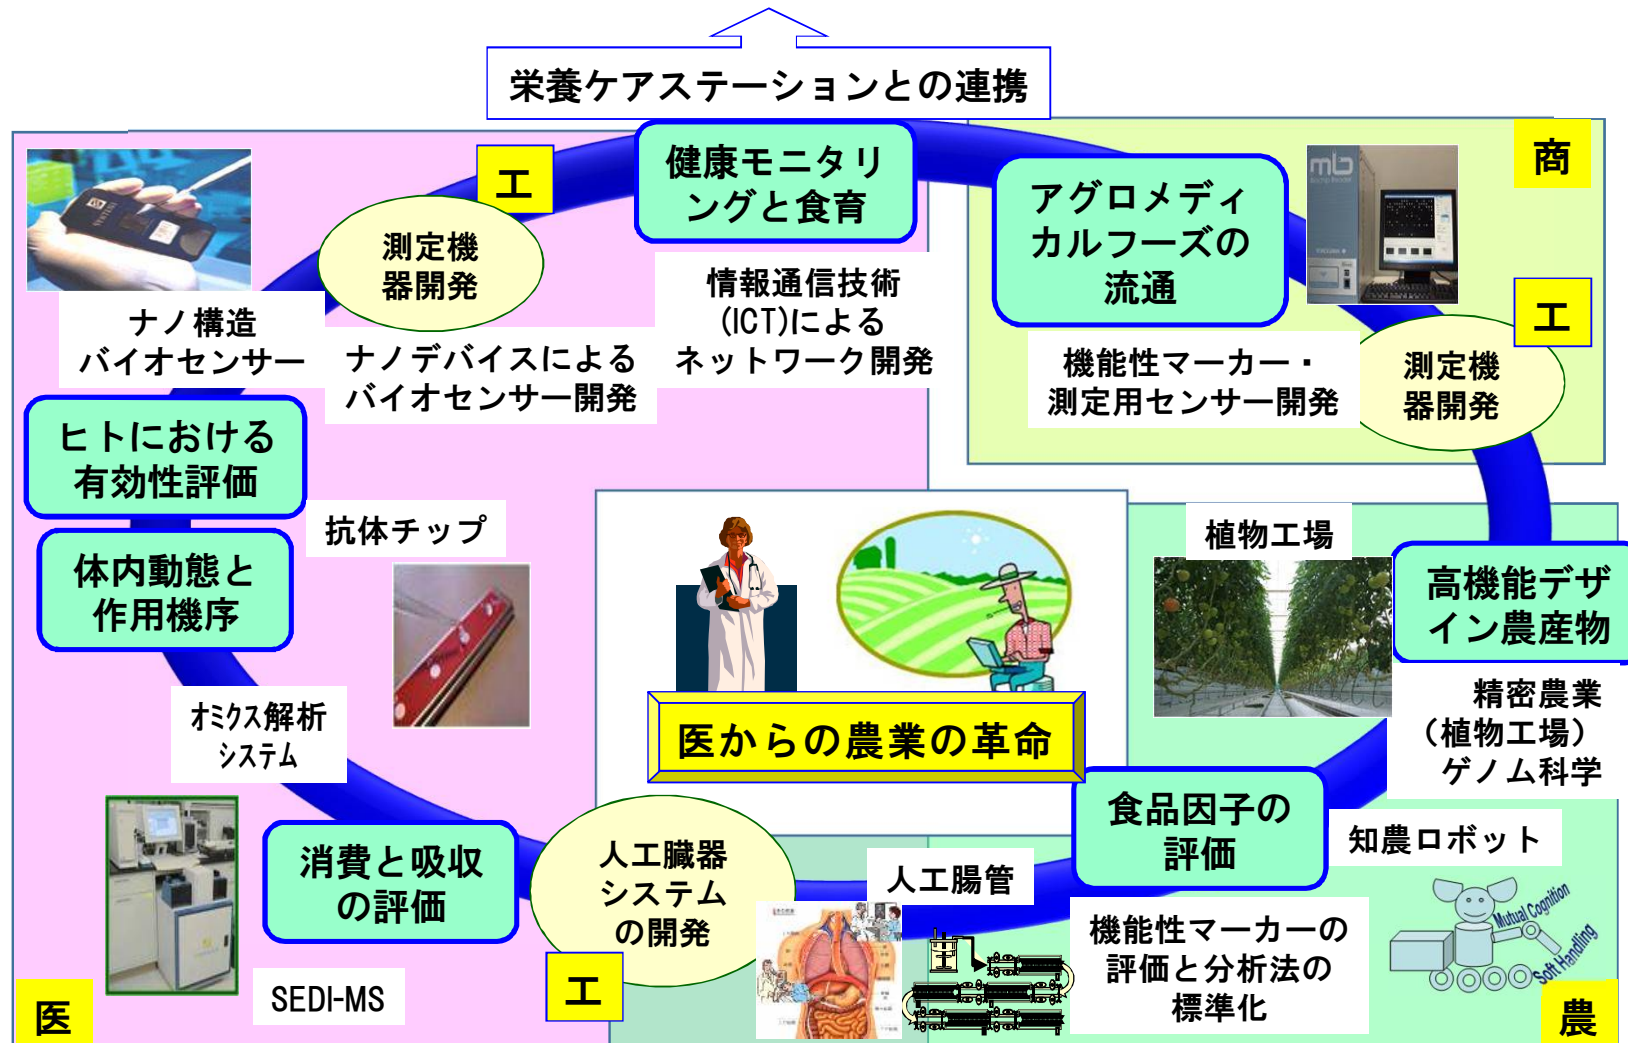 栄養ケアステーションとの連携
工
健康モニタリ
ングと食育
商
アグロメディ
カルフーズの
流通
mb
測定機
器開発
情報通信技術
(ICT)による
ネットワーク開発
工
ナノ構造
バイオセンサー
ナノデバイスによる
バイオセンサー開発
機能性マーカー・
測定用センサー開発
測定機
器開発
ヒトにおける
有効性評価
抗体チップ
植物工場
体内動態と
作用機序
高機能デザ
イン農産物
オミクス解析
システム
医からの農業の革命
精密農業
（植物工場）
ゲノム科学
消費と吸収
の評価
人工臓器
システム
の開発
食品因子の
評価
知農ロボット
人工腸管
Mutual Cognition
Soft Handling
機能性マーカーの
評価と分析法の
標準化
SEDI-MS
工
医
農